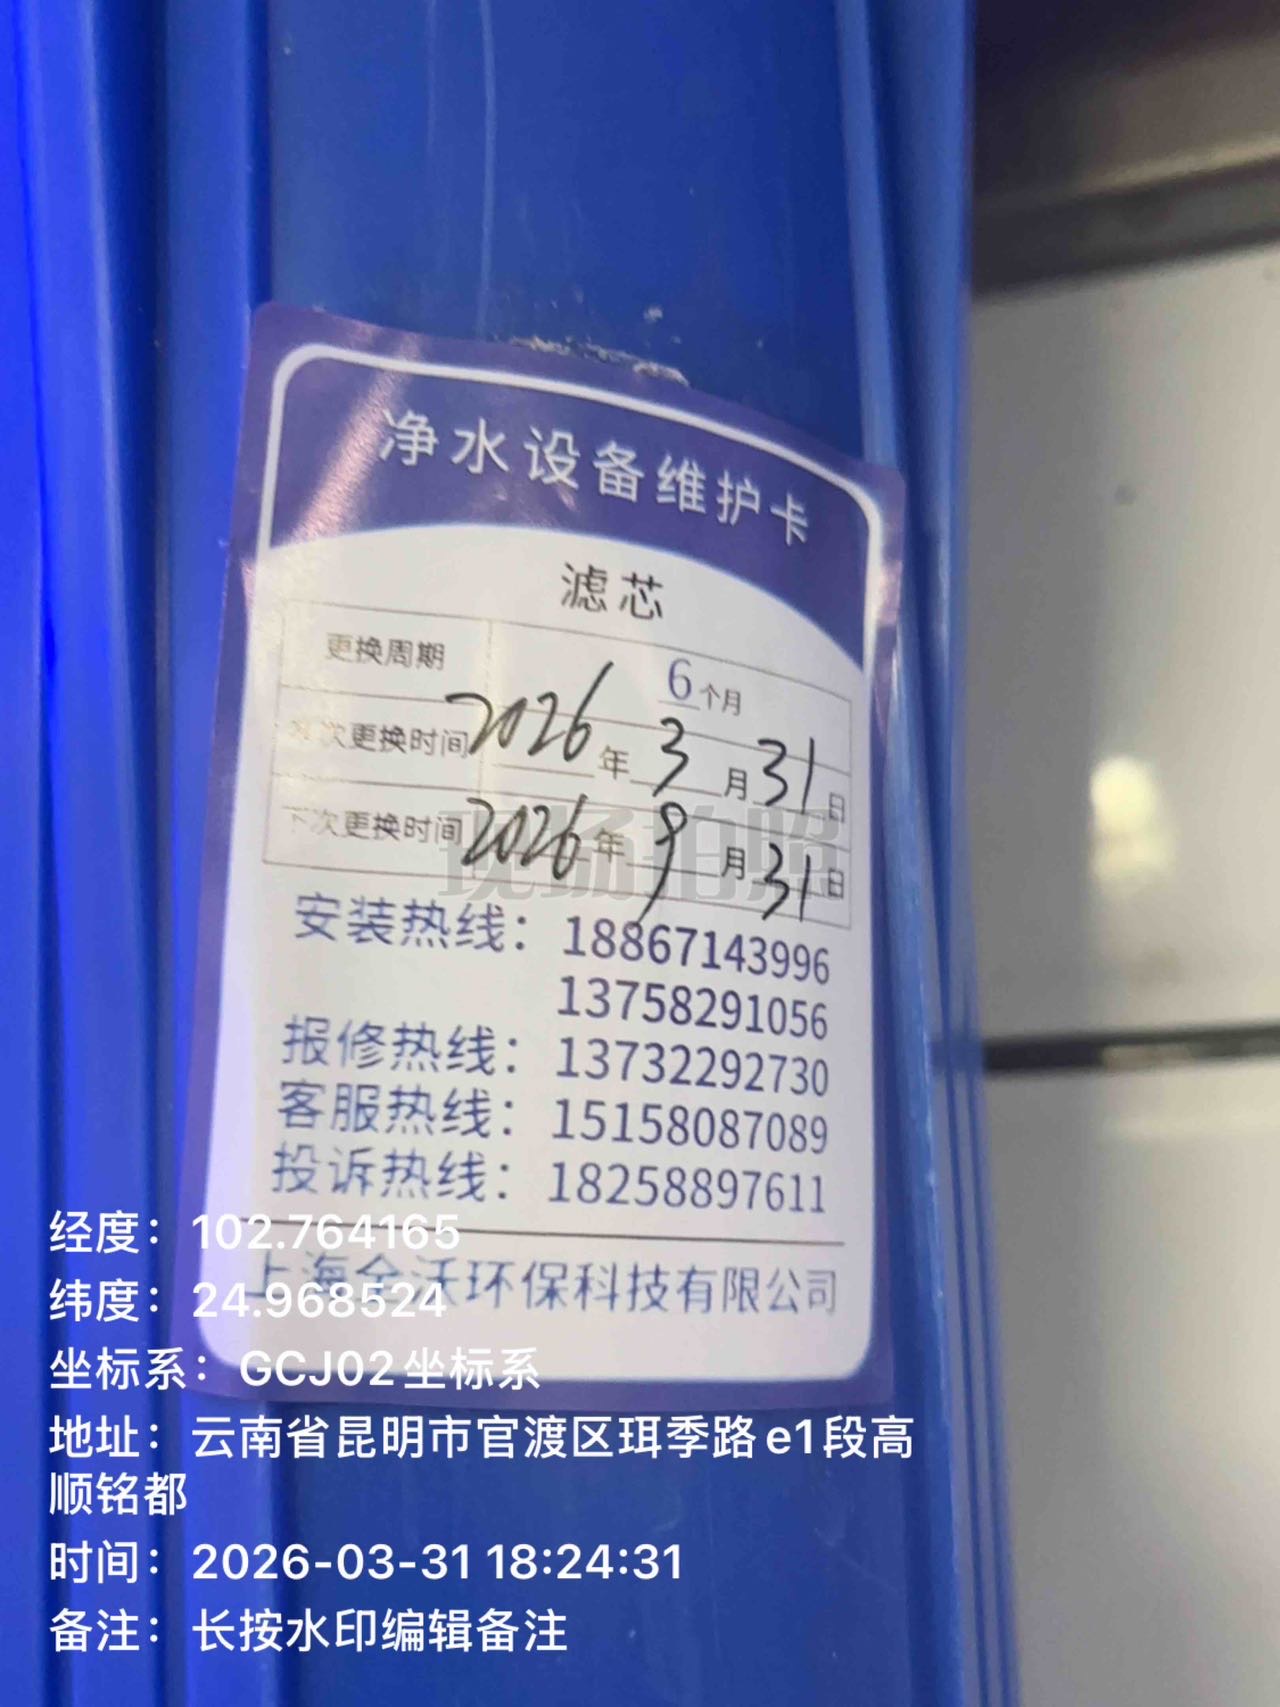 净水设备维护卡
滤芯
更换周期 6个月
本次更换时间 2026年3月31日
下次更换时间 2026年9月31日
现场拍照
安装热线：18867143996
13758291056
报修热线：13732292730
客服热线：15158087089
投诉热线：18258897611
上海全沃环保科技有限公司
经度：102.764165
纬度：24.968524
坐标系：GCJ02坐标系
地址：云南省昆明市官渡区珥季路e1段高
顺铭都
时间：2026-03-31 18:24:31
备注：长按水印编辑备注